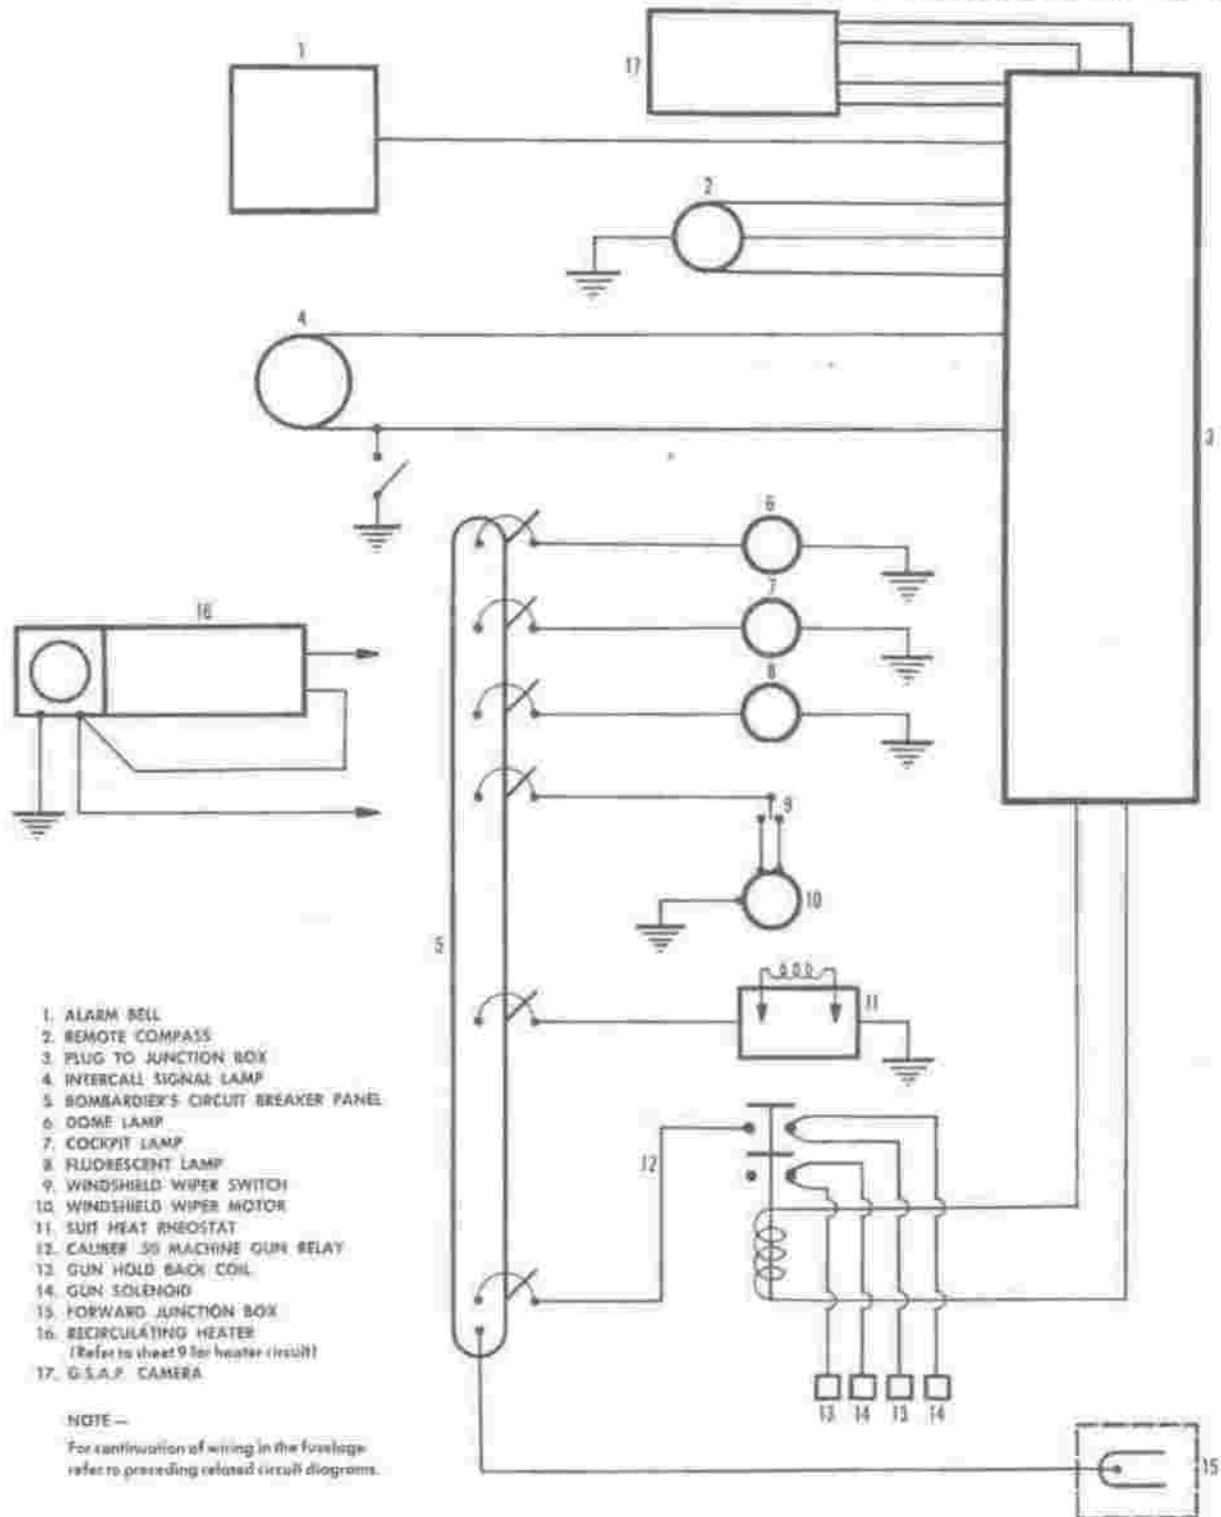 1
17
2
4
3
6
7
16
8
9
10
5
11
12
13 14 13 14
15
1. ALARM BELL
2. REMOTE COMPASS
3. PLUG TO JUNCTION BOX
4. INTERCALL SIGNAL LAMP
5. BOMBARDIER'S CIRCUIT BREAKER PANEL
6. DOME LAMP
7. COCKPIT LAMP
8. FLUORESCENT LAMP
9. WINDSHIELD WIPER SWITCH
10. WINDSHIELD WIPER MOTOR
11. SUIT HEAT RHEOSTAT
12. CALIBER .50 MACHINE GUN RELAY
13. GUN HOLD BACK COIL
14. GUN SOLENOID
15. FORWARD JUNCTION BOX
16. RECIRCULATING HEATER
(Refer to sheet 9 for heater circuit)
17. G.S.A.P. CAMERA
NOTE —
For continuation of wiring in the fuselage
refer to preceding related circuit diagrams.